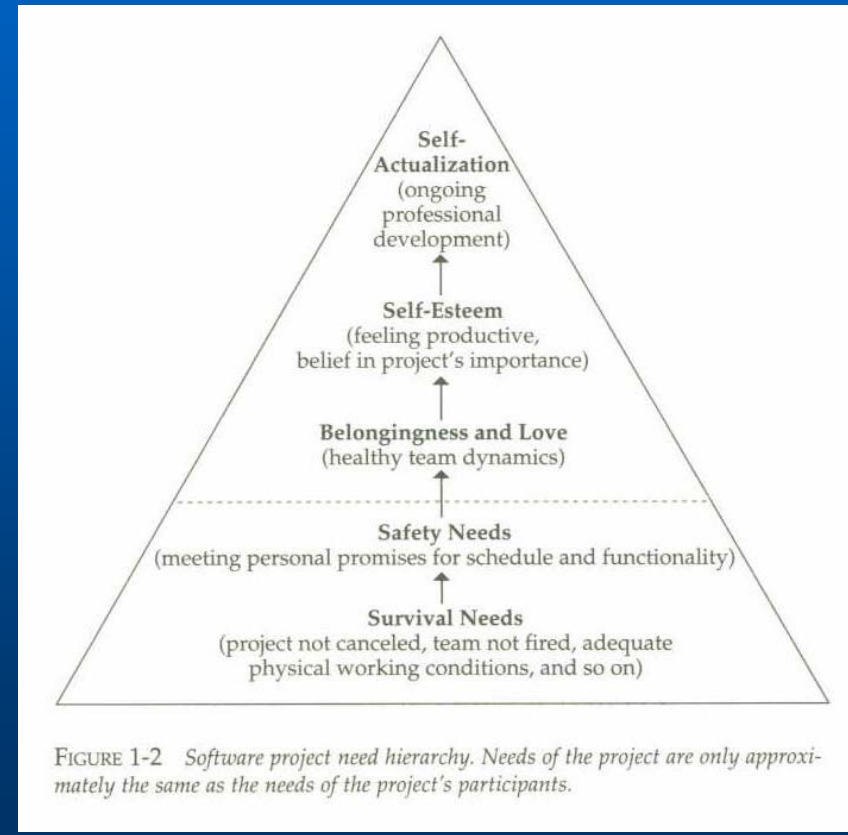 Self-
Actualization
(ongoing
professional
development)
Self-Esteem
(feeling productive,
belief in project's importance)
Belongingness and Love
(healthy team dynamics)
Safety Needs
(meeting personal promises for schedule and functionality)
Survival Needs
(project not canceled, team not fired, adequate
physical working conditions, and so on)
FIGURE 1-2 Software project need hierarchy. Needs of the project are only approxi-
mately the same as the needs of the project's participants.